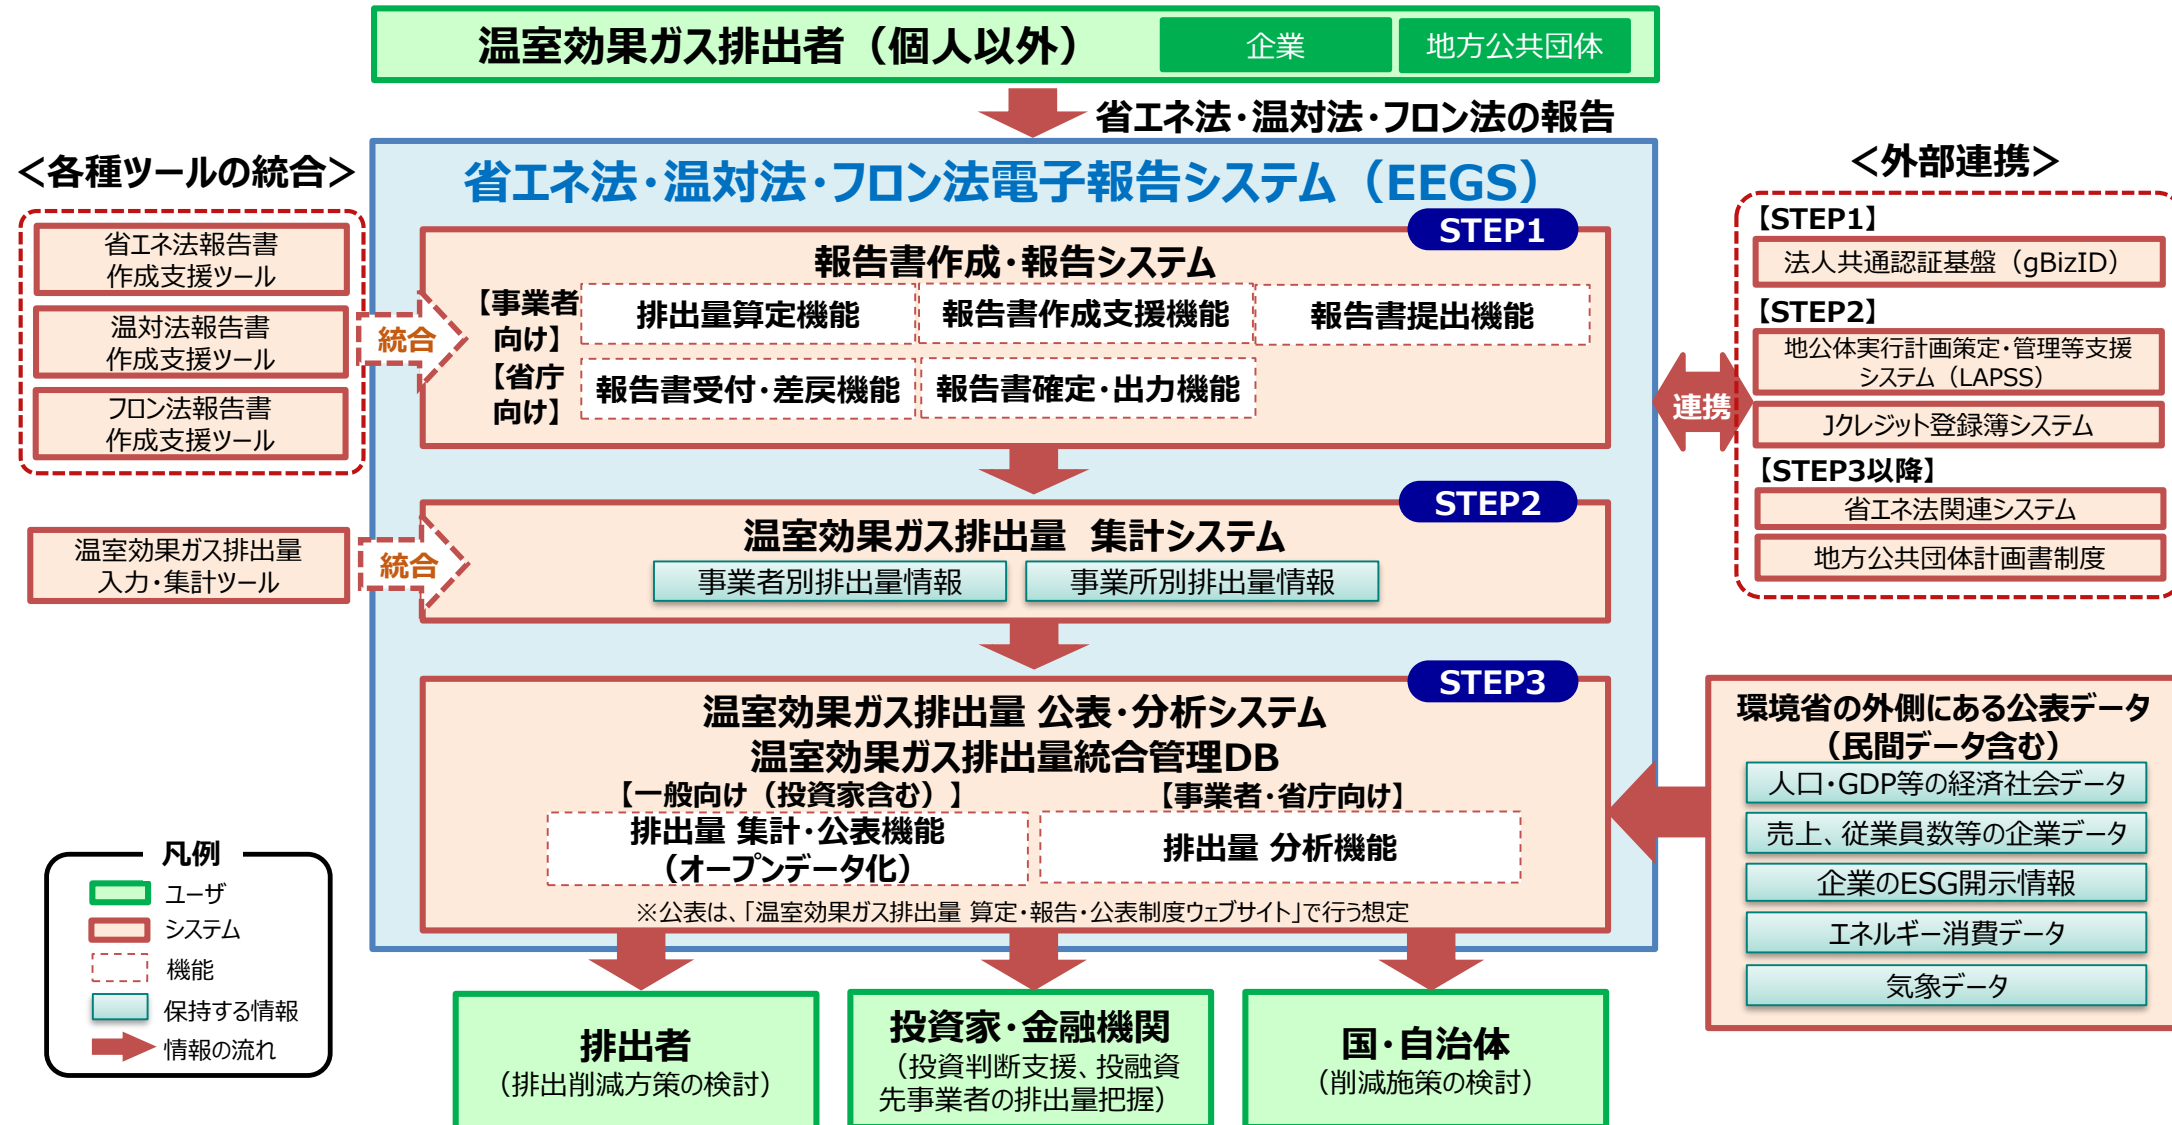 温室効果ガス排出者（個人以外）
企業
地方公共団体
省エネ法・温対法・フロン法の報告
＜各種ツールの統合＞
省エネ法報告書
作成支援ツール
温対法報告書
作成支援ツール
フロン法報告書
作成支援ツール
統合
温室効果ガス排出量
入力・集計ツール
統合
省エネ法・温対法・フロン法電子報告システム（EEGS）
STEP1
報告書作成・報告システム
【事業者
向け】
排出量算定機能
報告書作成支援機能
報告書提出機能
【省庁
向け】
報告書受付・差戻機能
報告書確定・出力機能
STEP2
温室効果ガス排出量 集計システム
事業者別排出量情報
事業所別排出量情報
STEP3
温室効果ガス排出量 公表・分析システム
温室効果ガス排出量統合管理DB
【一般向け（投資家含む）】
【事業者・省庁向け】
排出量 集計・公表機能
（オープンデータ化）
排出量 分析機能
※公表は、「温室効果ガス排出量 算定・報告・公表制度ウェブサイト」で行う想定
＜外部連携＞
【STEP1】
法人共通認証基盤（gBizID）
【STEP2】
地公体実行計画策定・管理等支援
システム（LAPSS）
Jクレジット登録簿システム
【STEP3以降】
省エネ法関連システム
地方公共団体計画書制度
連携
環境省の外側にある公表データ
（民間データ含む）
人口・GDP等の経済社会データ
売上、従業員数等の企業データ
企業のESG開示情報
エネルギー消費データ
気象データ
凡例
ユーザ
システム
機能
保持する情報
情報の流れ
排出者
（排出削減方策の検討）
投資家・金融機関
（投資判断支援、投融資
先事業者の排出量把握）
国・自治体
（削減施策の検討）